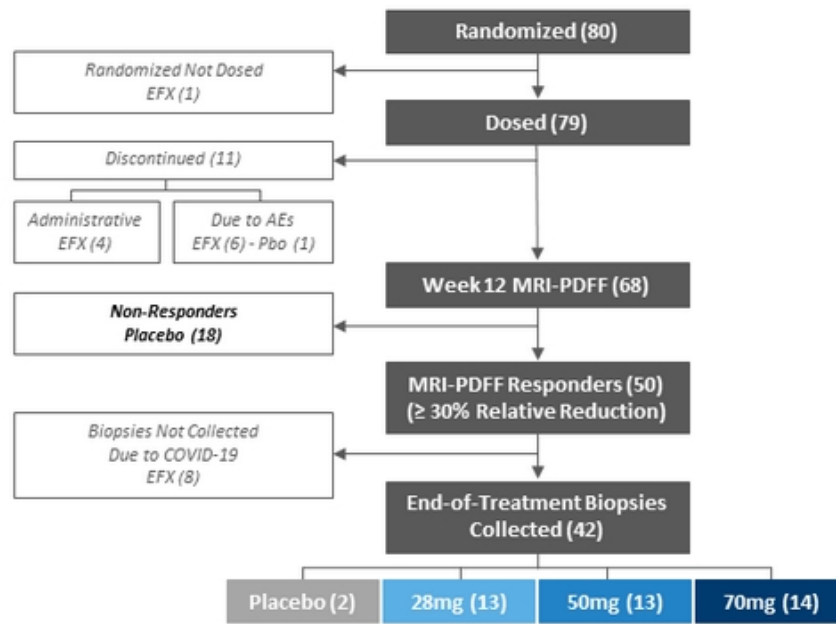 Randomized (80)
Randomized Not Dosed
EFX (1)
Dosed (79)
Discontinued (11)
Administrative
EFX (4)
Due to AEs
EFX (6) - Pbo (1)
Week 12 MRI-PDFF (68)
Non-Responders
Placebo (18)
MRI-PDFF Responders (50)
(≥ 30% Relative Reduction)
Biopsies Not Collected
Due to COVID-19
EFX (8)
End-of-Treatment Biopsies
Collected (42)
Placebo (2)
28mg (13)
50mg (13)
70mg (14)